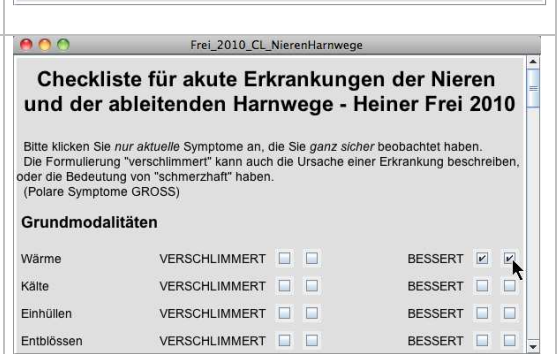 Frei_2010_CL_NierenHarnwege
Checkliste für akute Erkrankungen der Nieren
und der ableitenden Harnwege - Heiner Frei 2010
Bitte klicken Sie nur aktuelle Symptome an, die Sie ganz sicher beobachtet haben.
Die Formulierung "verschlimmert" kann auch die Ursache einer Erkrankung beschreiben,
oder die Bedeutung von "schmerzhaft" haben.
(Polare Symptome GROSS)
Grundmodalitäten
Wärme VERSCHLIMMERT BESSERT
Kälte VERSCHLIMMERT BESSERT
Einhüllen VERSCHLIMMERT BESSERT
Entblössen VERSCHLIMMERT BESSERT